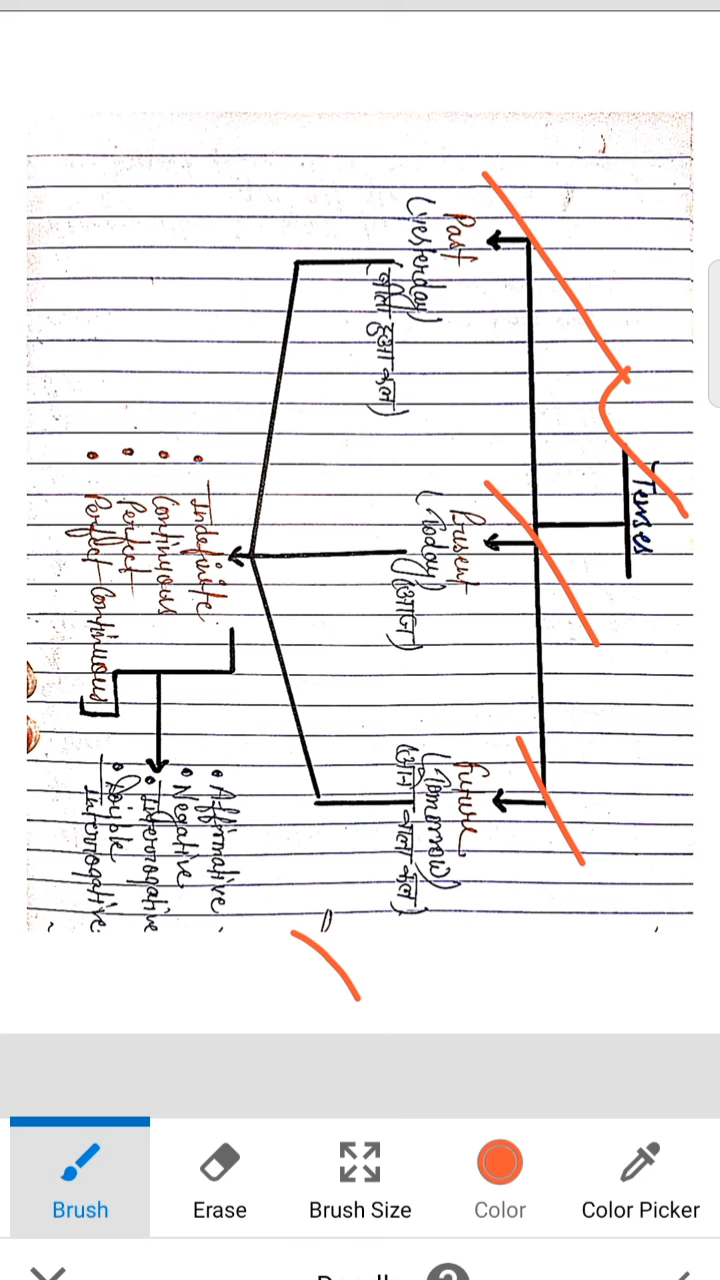 Tenses
Past
(yesterday)
(बीता हुआ कल)
Present
(Today)
(आज)
Future
(Tomorrow)
(आने वाला कल)
• Indefinite
• Continuous
• Perfect
• Perfect Continuous
• Affirmative
• Negative
• Interrogative
• Double
Interrogative
Brush
Erase
Brush Size
Color
Color Picker